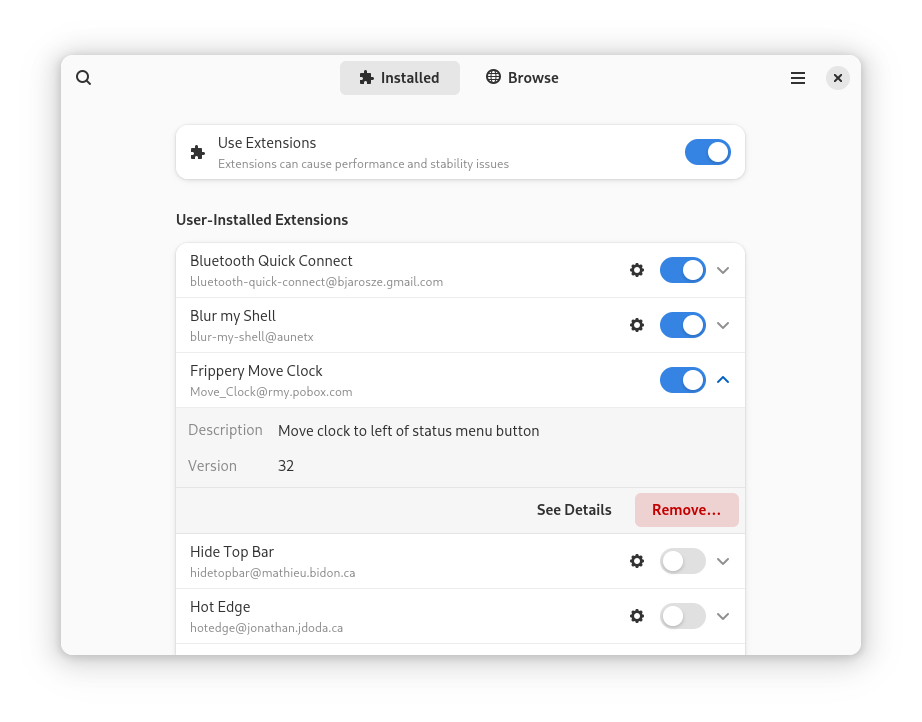 Installed
Browse
Use Extensions
Extensions can cause performance and stability issues
User-Installed Extensions
Bluetooth Quick Connect
bluetooth-quick-connect@bjarosze.gmail.com
Blur my Shell
blur-my-shell@aunetx
Frippery Move Clock
Move_Clock@rmy.pobox.com
Description Move clock to left of status menu button
Version 32
See Details Remove…
Hide Top Bar
hidetopbar@mathieu.bidon.ca
Hot Edge
hotedge@jonathan.jdoda.ca